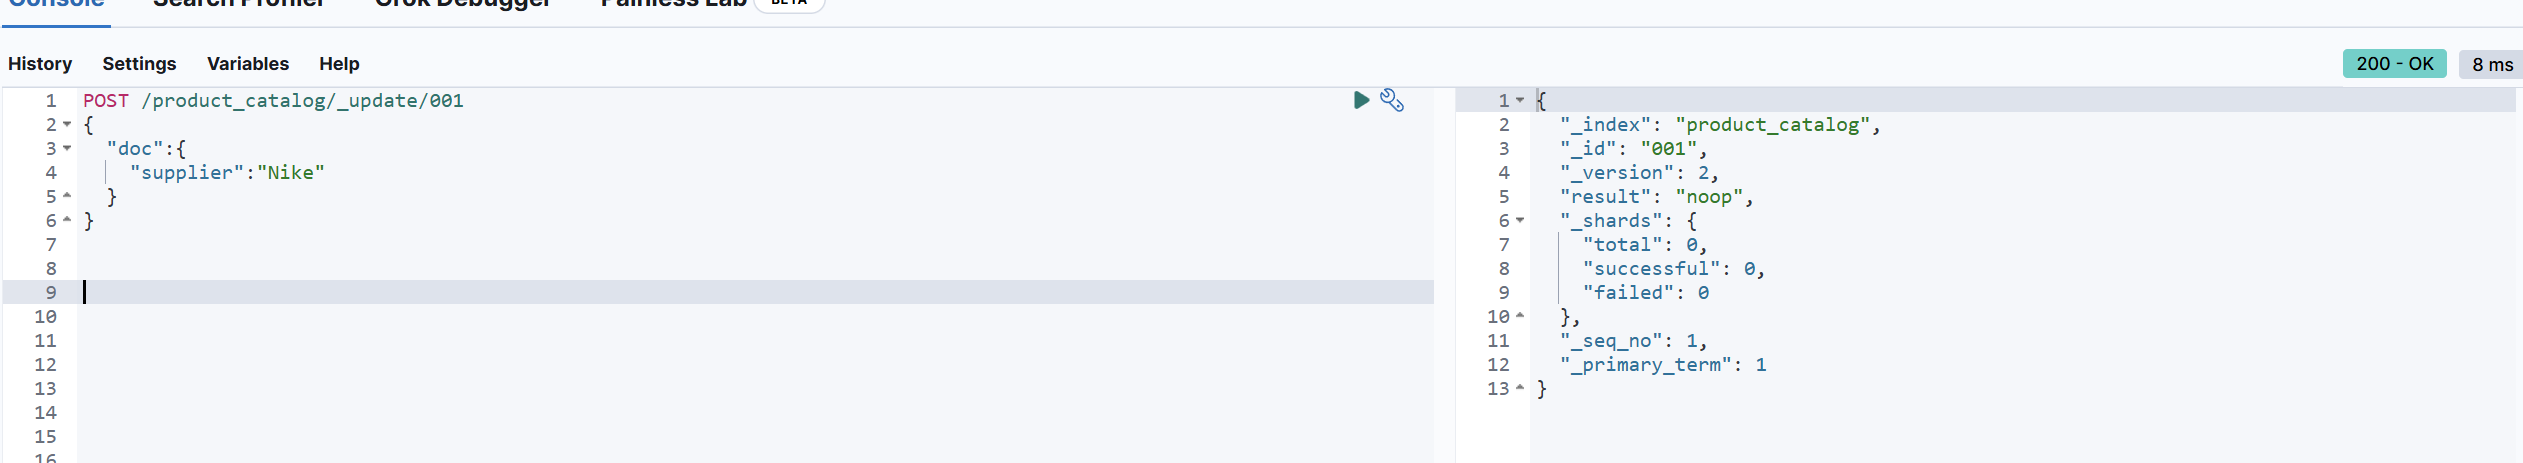 Console Search Profiler Grok Debugger Painless Lab BETA
History Settings Variables Help
200 - OK 8 ms
1 POST /product_catalog/_update/001
2 {
3 "doc":{
4 "supplier":"Nike"
5 }
6 }
7
8
9
10
11
12
13
14
15
16
1 {
2 "_index": "product_catalog",
3 "_id": "001",
4 "_version": 2,
5 "result": "noop",
6 "_shards": {
7 "total": 0,
8 "successful": 0,
9 "failed": 0
10 },
11 "_seq_no": 1,
12 "_primary_term": 1
13 }